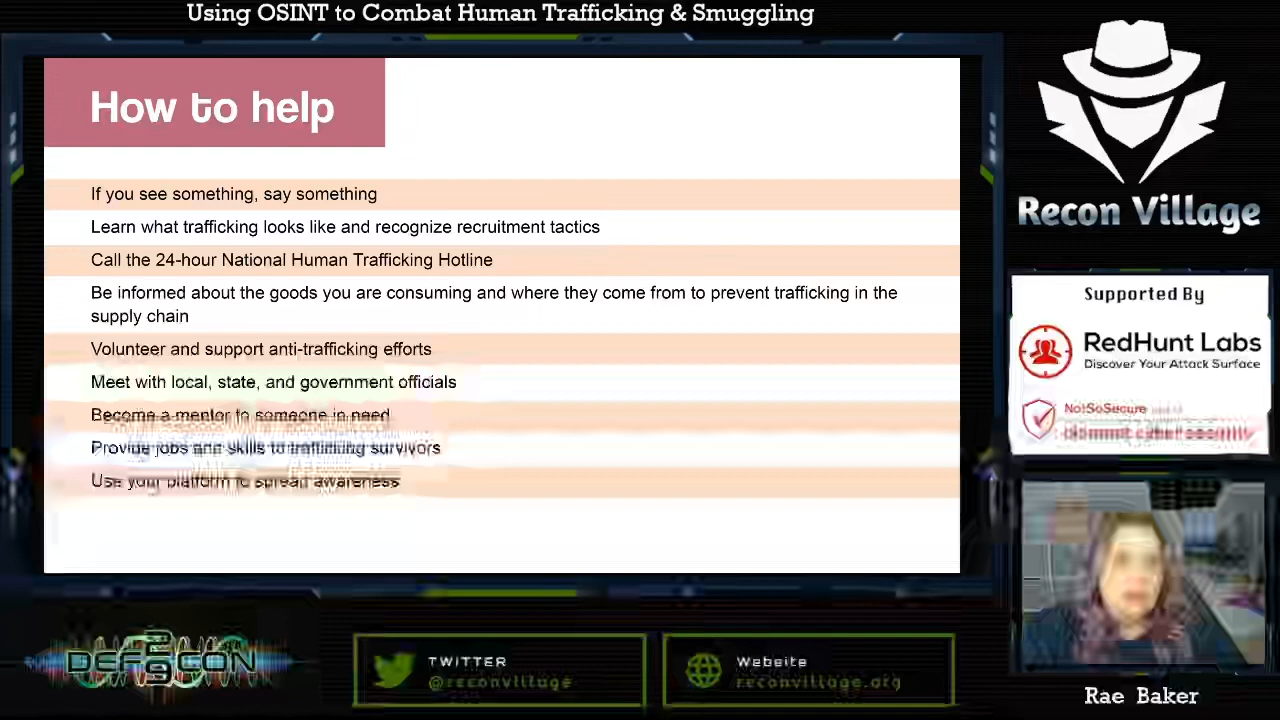 Using OSINT to Combat Human Trafficking & Smuggling
How to help
If you see something, say something
Learn what trafficking looks like and recognize recruitment tactics
Call the 24-hour National Human Trafficking Hotline
Be informed about the goods you are consuming and where they come from to prevent trafficking in the
supply chain
Volunteer and support anti-trafficking efforts
Meet with local, state, and government officials
Become a mentor to someone in need
Provide jobs and skills to trafficking survivors
Use your platform to spread awareness
Recon Village
Supported By
RedHunt Labs
Discover Your Attack Surface
NotSoSecure
Rae Baker
DEFCON
29
TWITTER
@reconvillage
Website
reconvillage.org